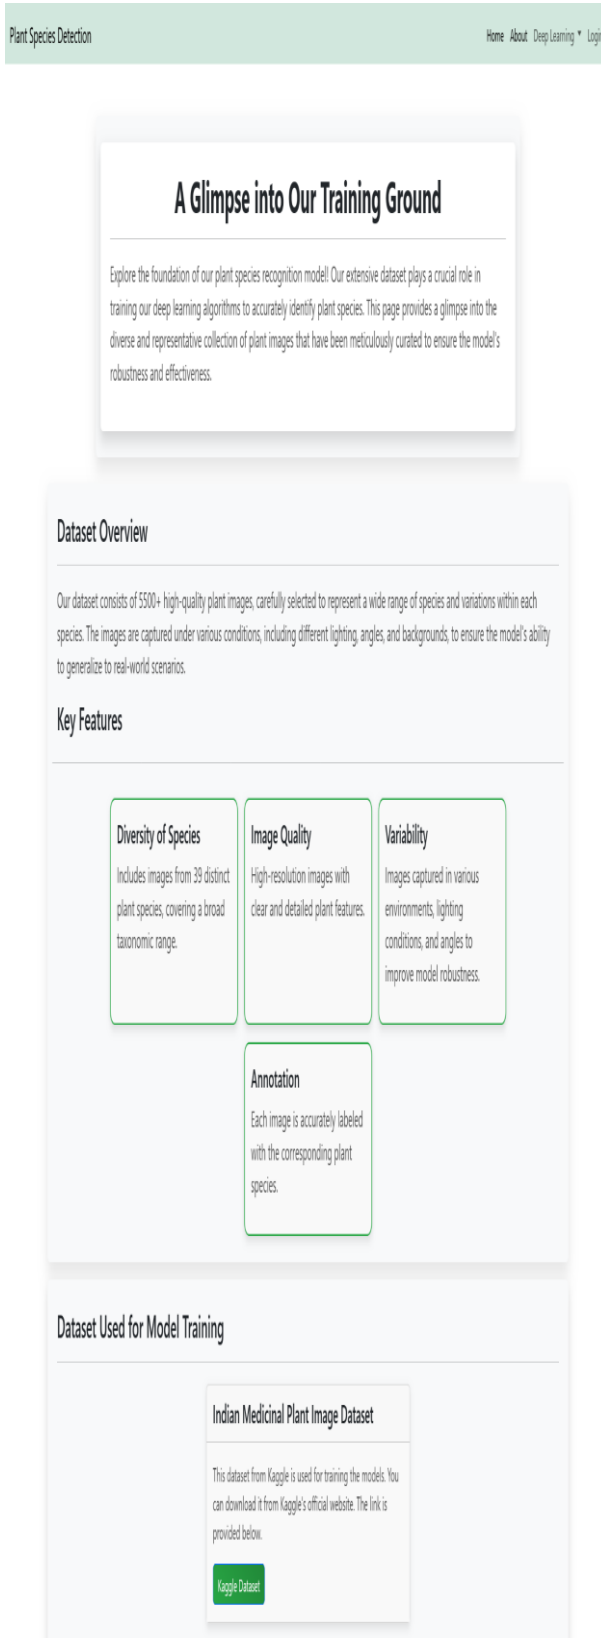 Plant Species Detection
Home About Deep Learning Login
A Glimpse into Our Training Ground
Explore the foundation of our plant species recognition model! Our extensive dataset plays a crucial role in
training our deep learning algorithms to accurately identify plant species. This page provides a glimpse into the
diverse and representative collection of plant images that have been meticulously curated to ensure the model's
robustness and effectiveness.
Dataset Overview
Our dataset consists of 5500+ high-quality plant images, carefully selected to represent a wide range of species and variations within each
species. The images are captured under various conditions, including different lighting, angles, and backgrounds, to ensure the model's ability
to generalize to real-world scenarios.
Key Features
Diversity of Species
Includes images from 39 distinct
plant species, covering a broad
taxonomic range.
Image Quality
High-resolution images with
clear and detailed plant features.
Variability
Images captured in various
environments, lighting
conditions, and angles to
improve model robustness.
Annotation
Each image is accurately labeled
with the corresponding plant
species.
Dataset Used for Model Training
Indian Medicinal Plant Image Dataset
This dataset from Kaggle is used for training the models. You
can download it from Kaggle's official website. The link is
provided below.
Kaggle Dataset